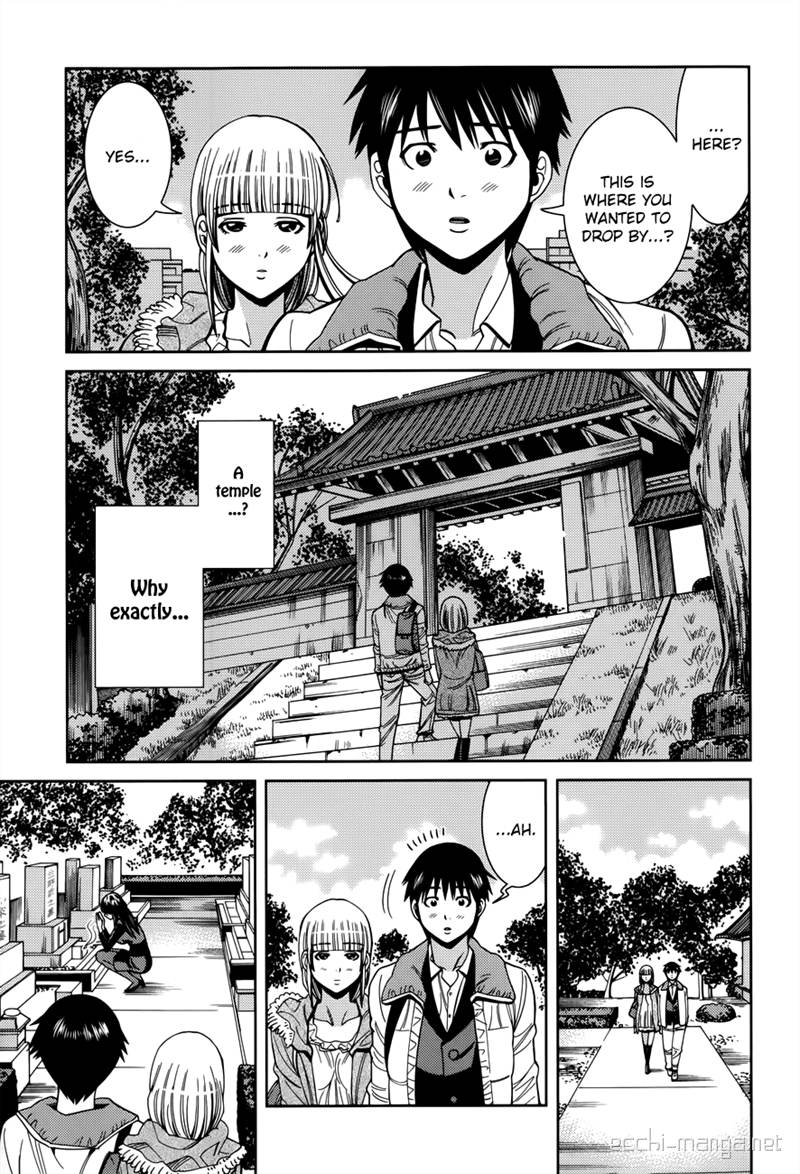 ...
HERE?
THIS IS
WHERE YOU
WANTED TO
DROP BY...?
YES...
A
temple
...?
Why
exactly...
...AH.
ecchi-manga.net